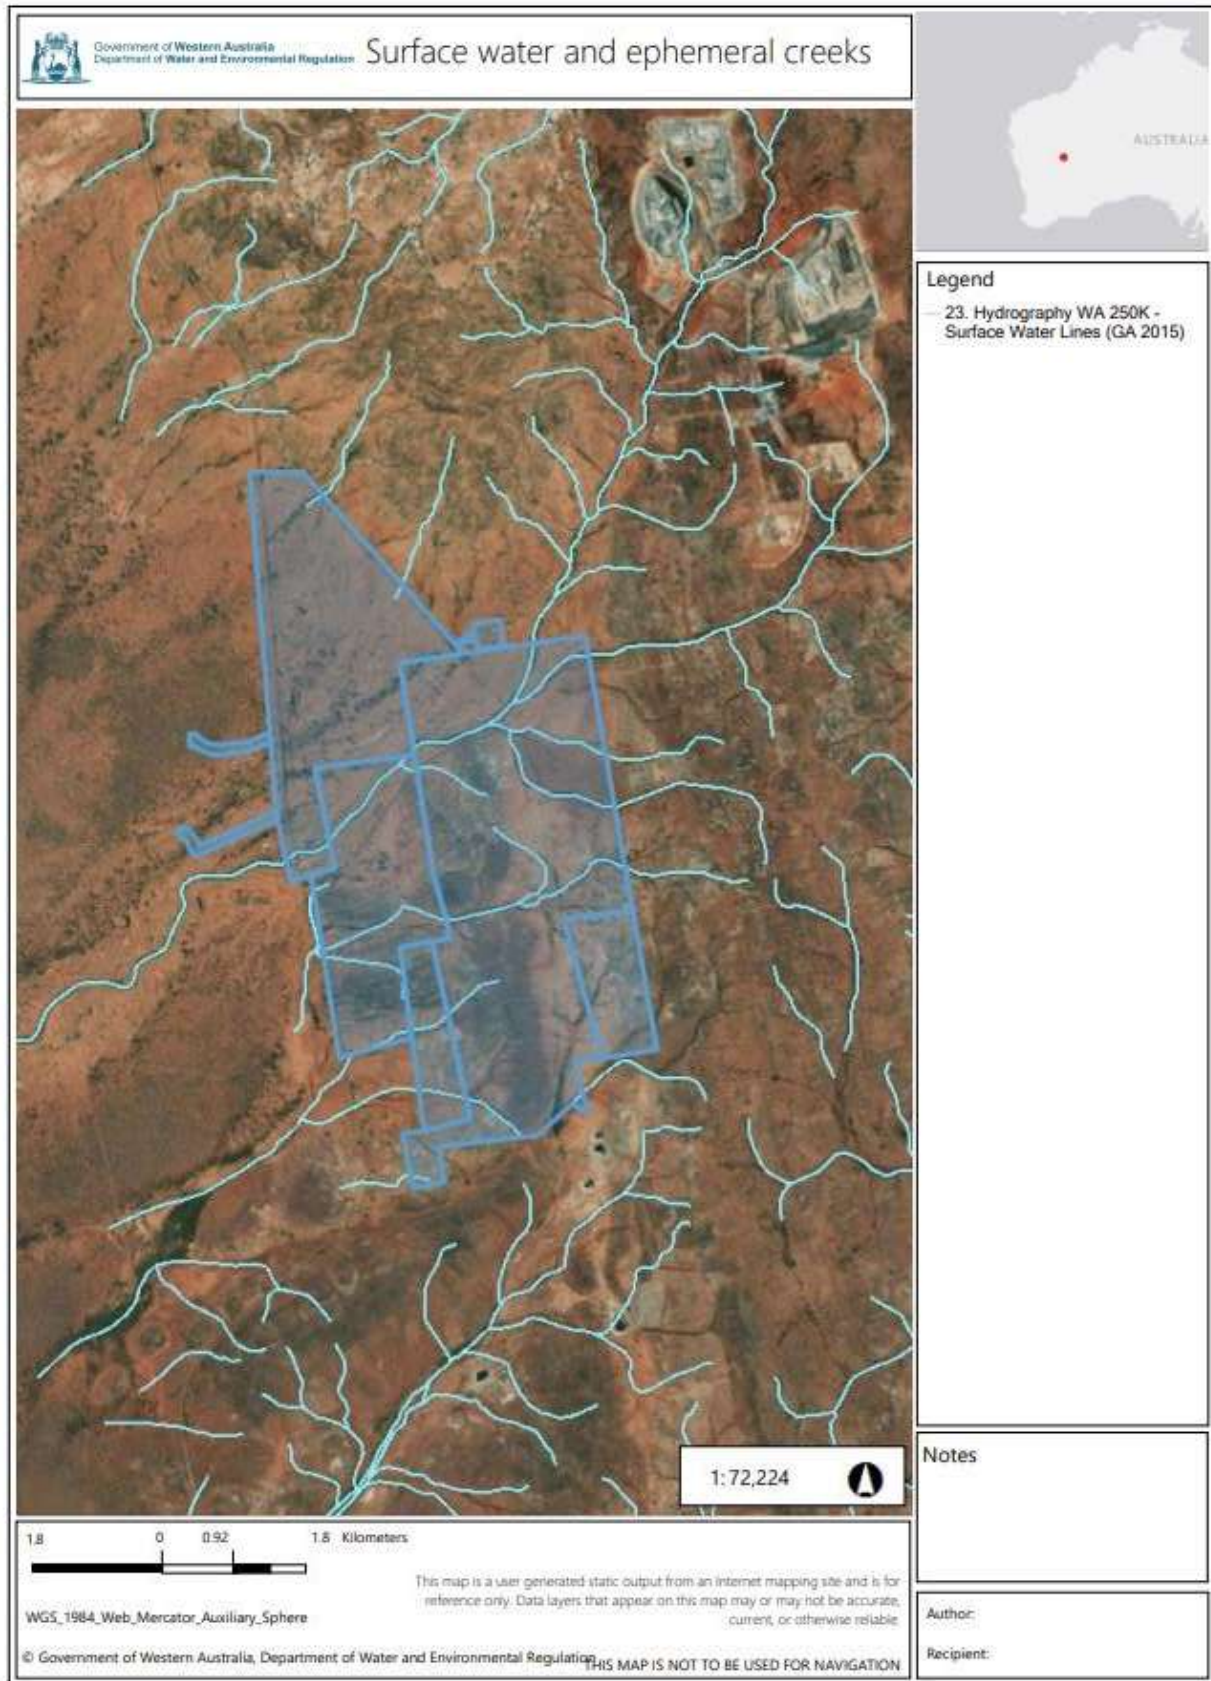 Government of Western Australia
Department of Water and Environmental Regulation
Surface water and ephemeral creeks
AUSTRALIA
Legend
23. Hydrography WA 250K -
Surface Water Lines (GA 2015)
1: 72,224
Notes
1.8 0 0.92 1.8 Kilometers
This map is a user generated static output from an Internet mapping site and is for
reference only. Data layers that appear on this map may or may not be accurate,
current, or otherwise reliable.
WGS_1984_Web_Mercator_Auxiliary_Sphere
© Government of Western Australia, Department of Water and Environmental Regulation
THIS MAP IS NOT TO BE USED FOR NAVIGATION
Author:
Recipient: